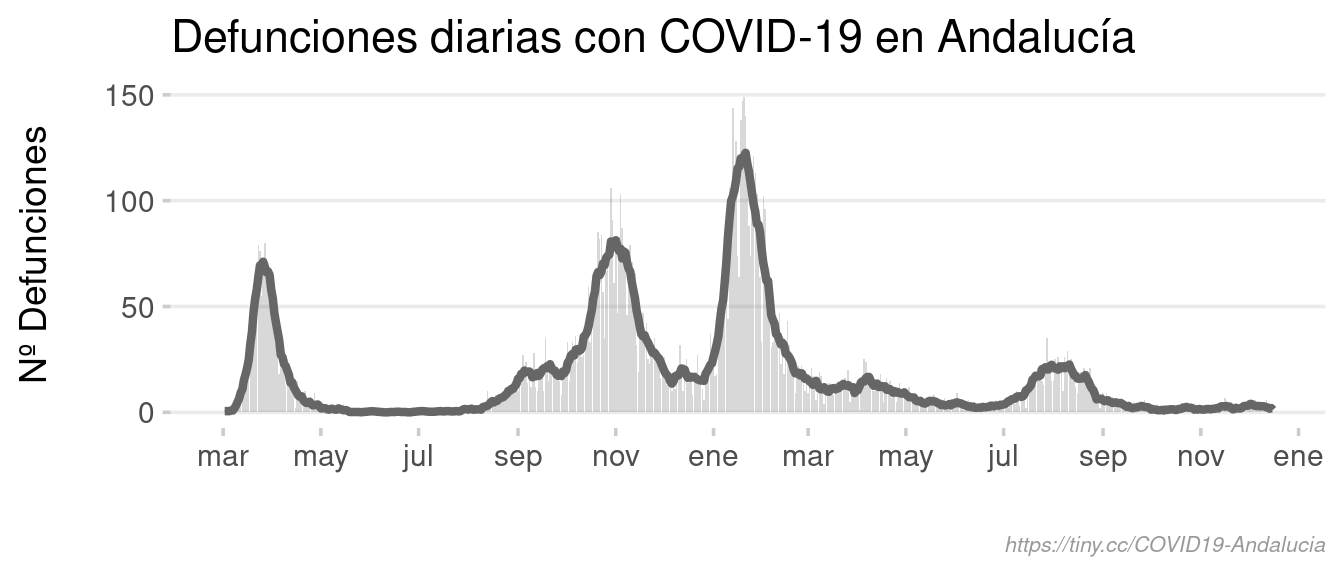 Defunciones diarias con COVID-19 en Andalucía
Nº Defunciones
150
100
50
0
mar may jul sep nov ene mar may jul sep nov ene
https://tiny.cc/COVID19-Andalucia